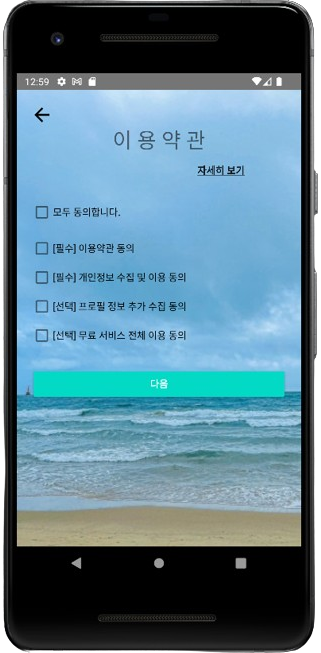 12:59
이용약관
자세히 보기
모두 동의합니다.
[필수] 이용약관 동의
[필수] 개인정보 수집 및 이용 동의
[선택] 프로필 정보 추가 수집 동의
[선택] 무료 서비스 전체 이용 동의
다음